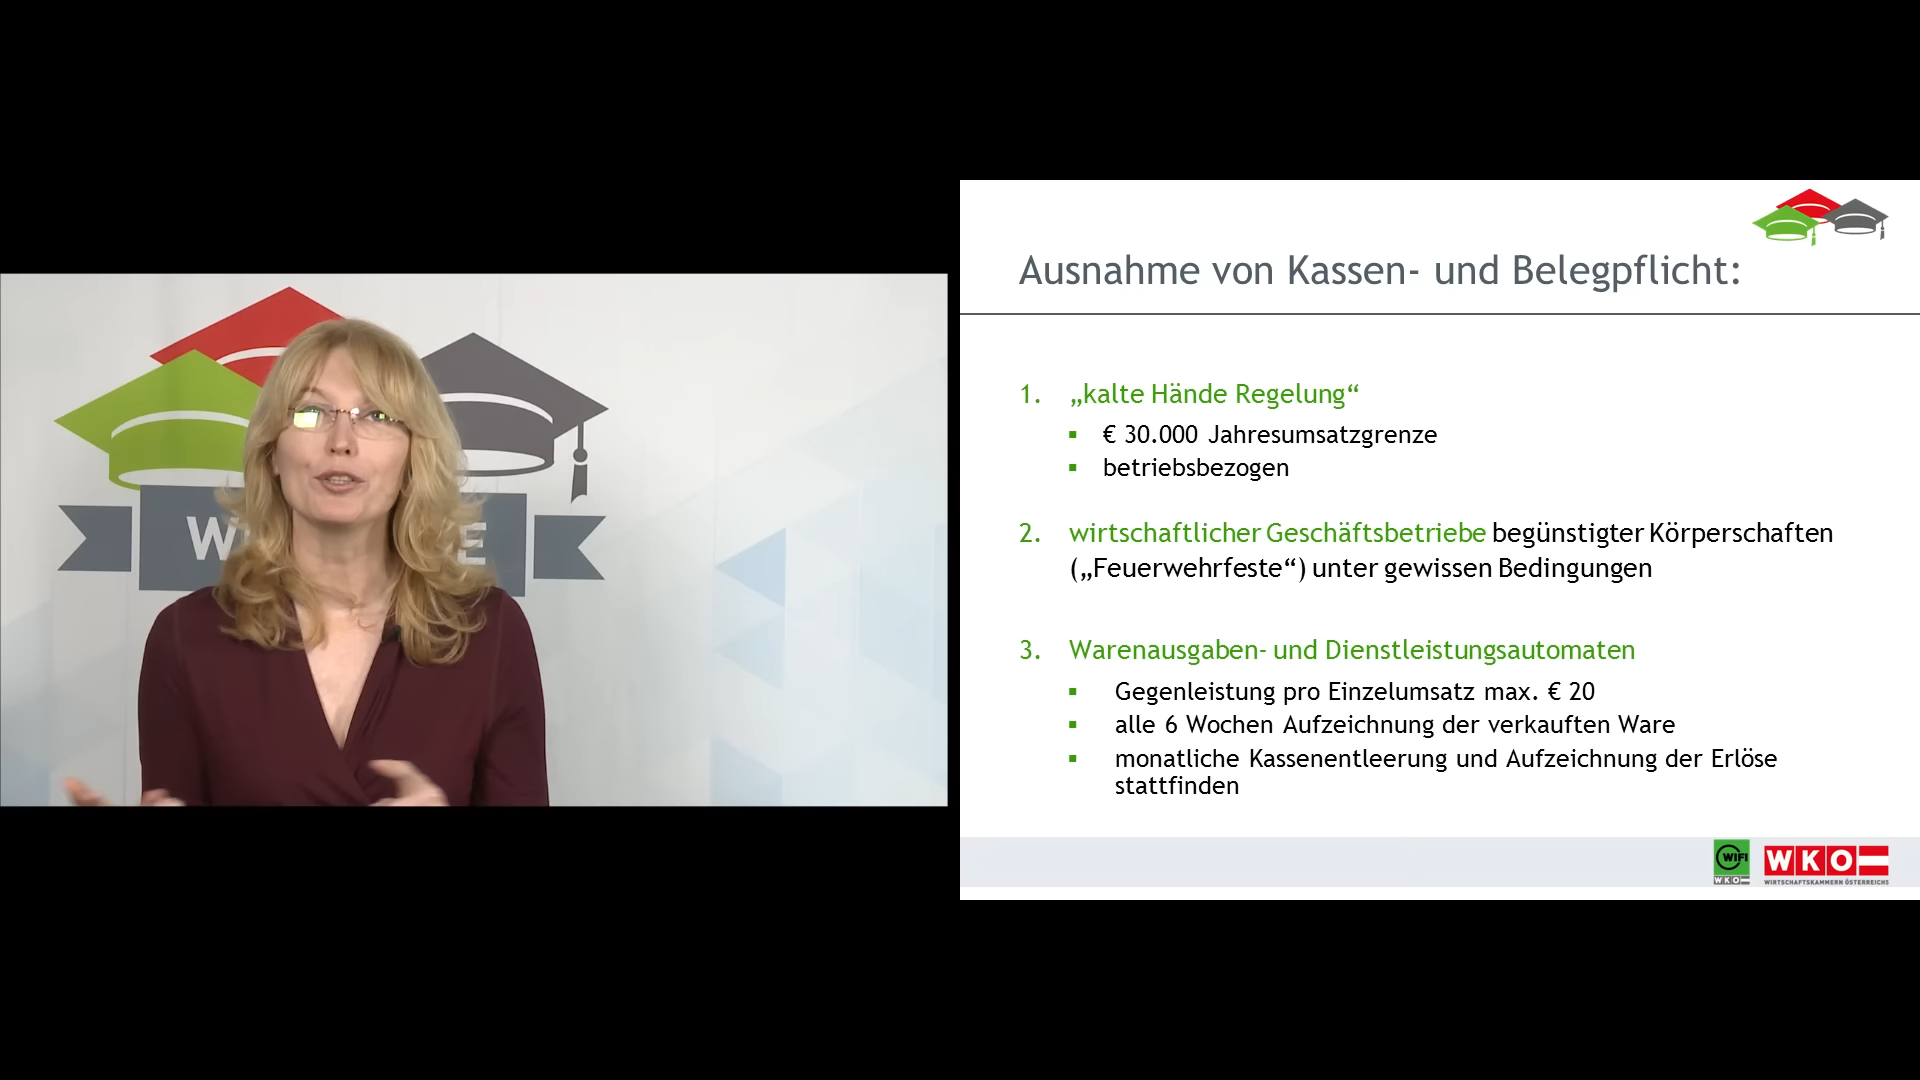 Ausnahme von Kassen- und Belegpflicht:
1. „kalte Hände Regelung“
▪ € 30.000 Jahresumsatzgrenze
▪ betriebsbezogen
2. wirtschaftlicher Geschäftsbetriebe begünstigter Körperschaften
(„Feuerwehrfeste“) unter gewissen Bedingungen
3. Warenausgaben- und Dienstleistungsautomaten
▪ Gegenleistung pro Einzelumsatz max. € 20
▪ alle 6 Wochen Aufzeichnung der verkauften Ware
▪ monatliche Kassenentleerung und Aufzeichnung der Erlöse
stattfinden
WIFI
WKO
WKO
WIRTSCHAFTSKAMMERN ÖSTERREICHS